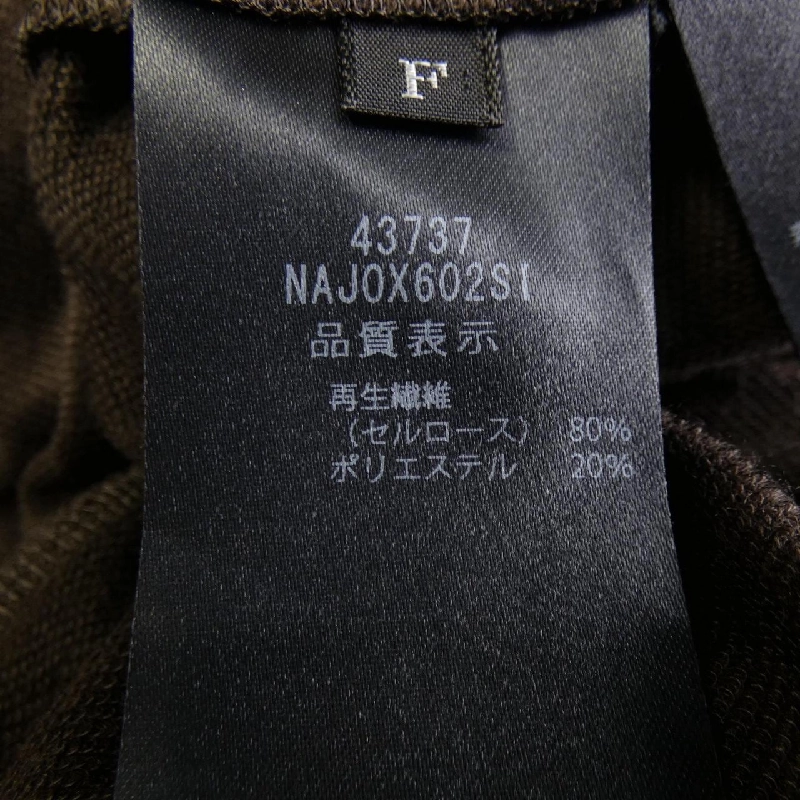 F
43737
NAJOX602SI
品質表示
再生繊維
（セルロース） 80%
ポリエステル 20%